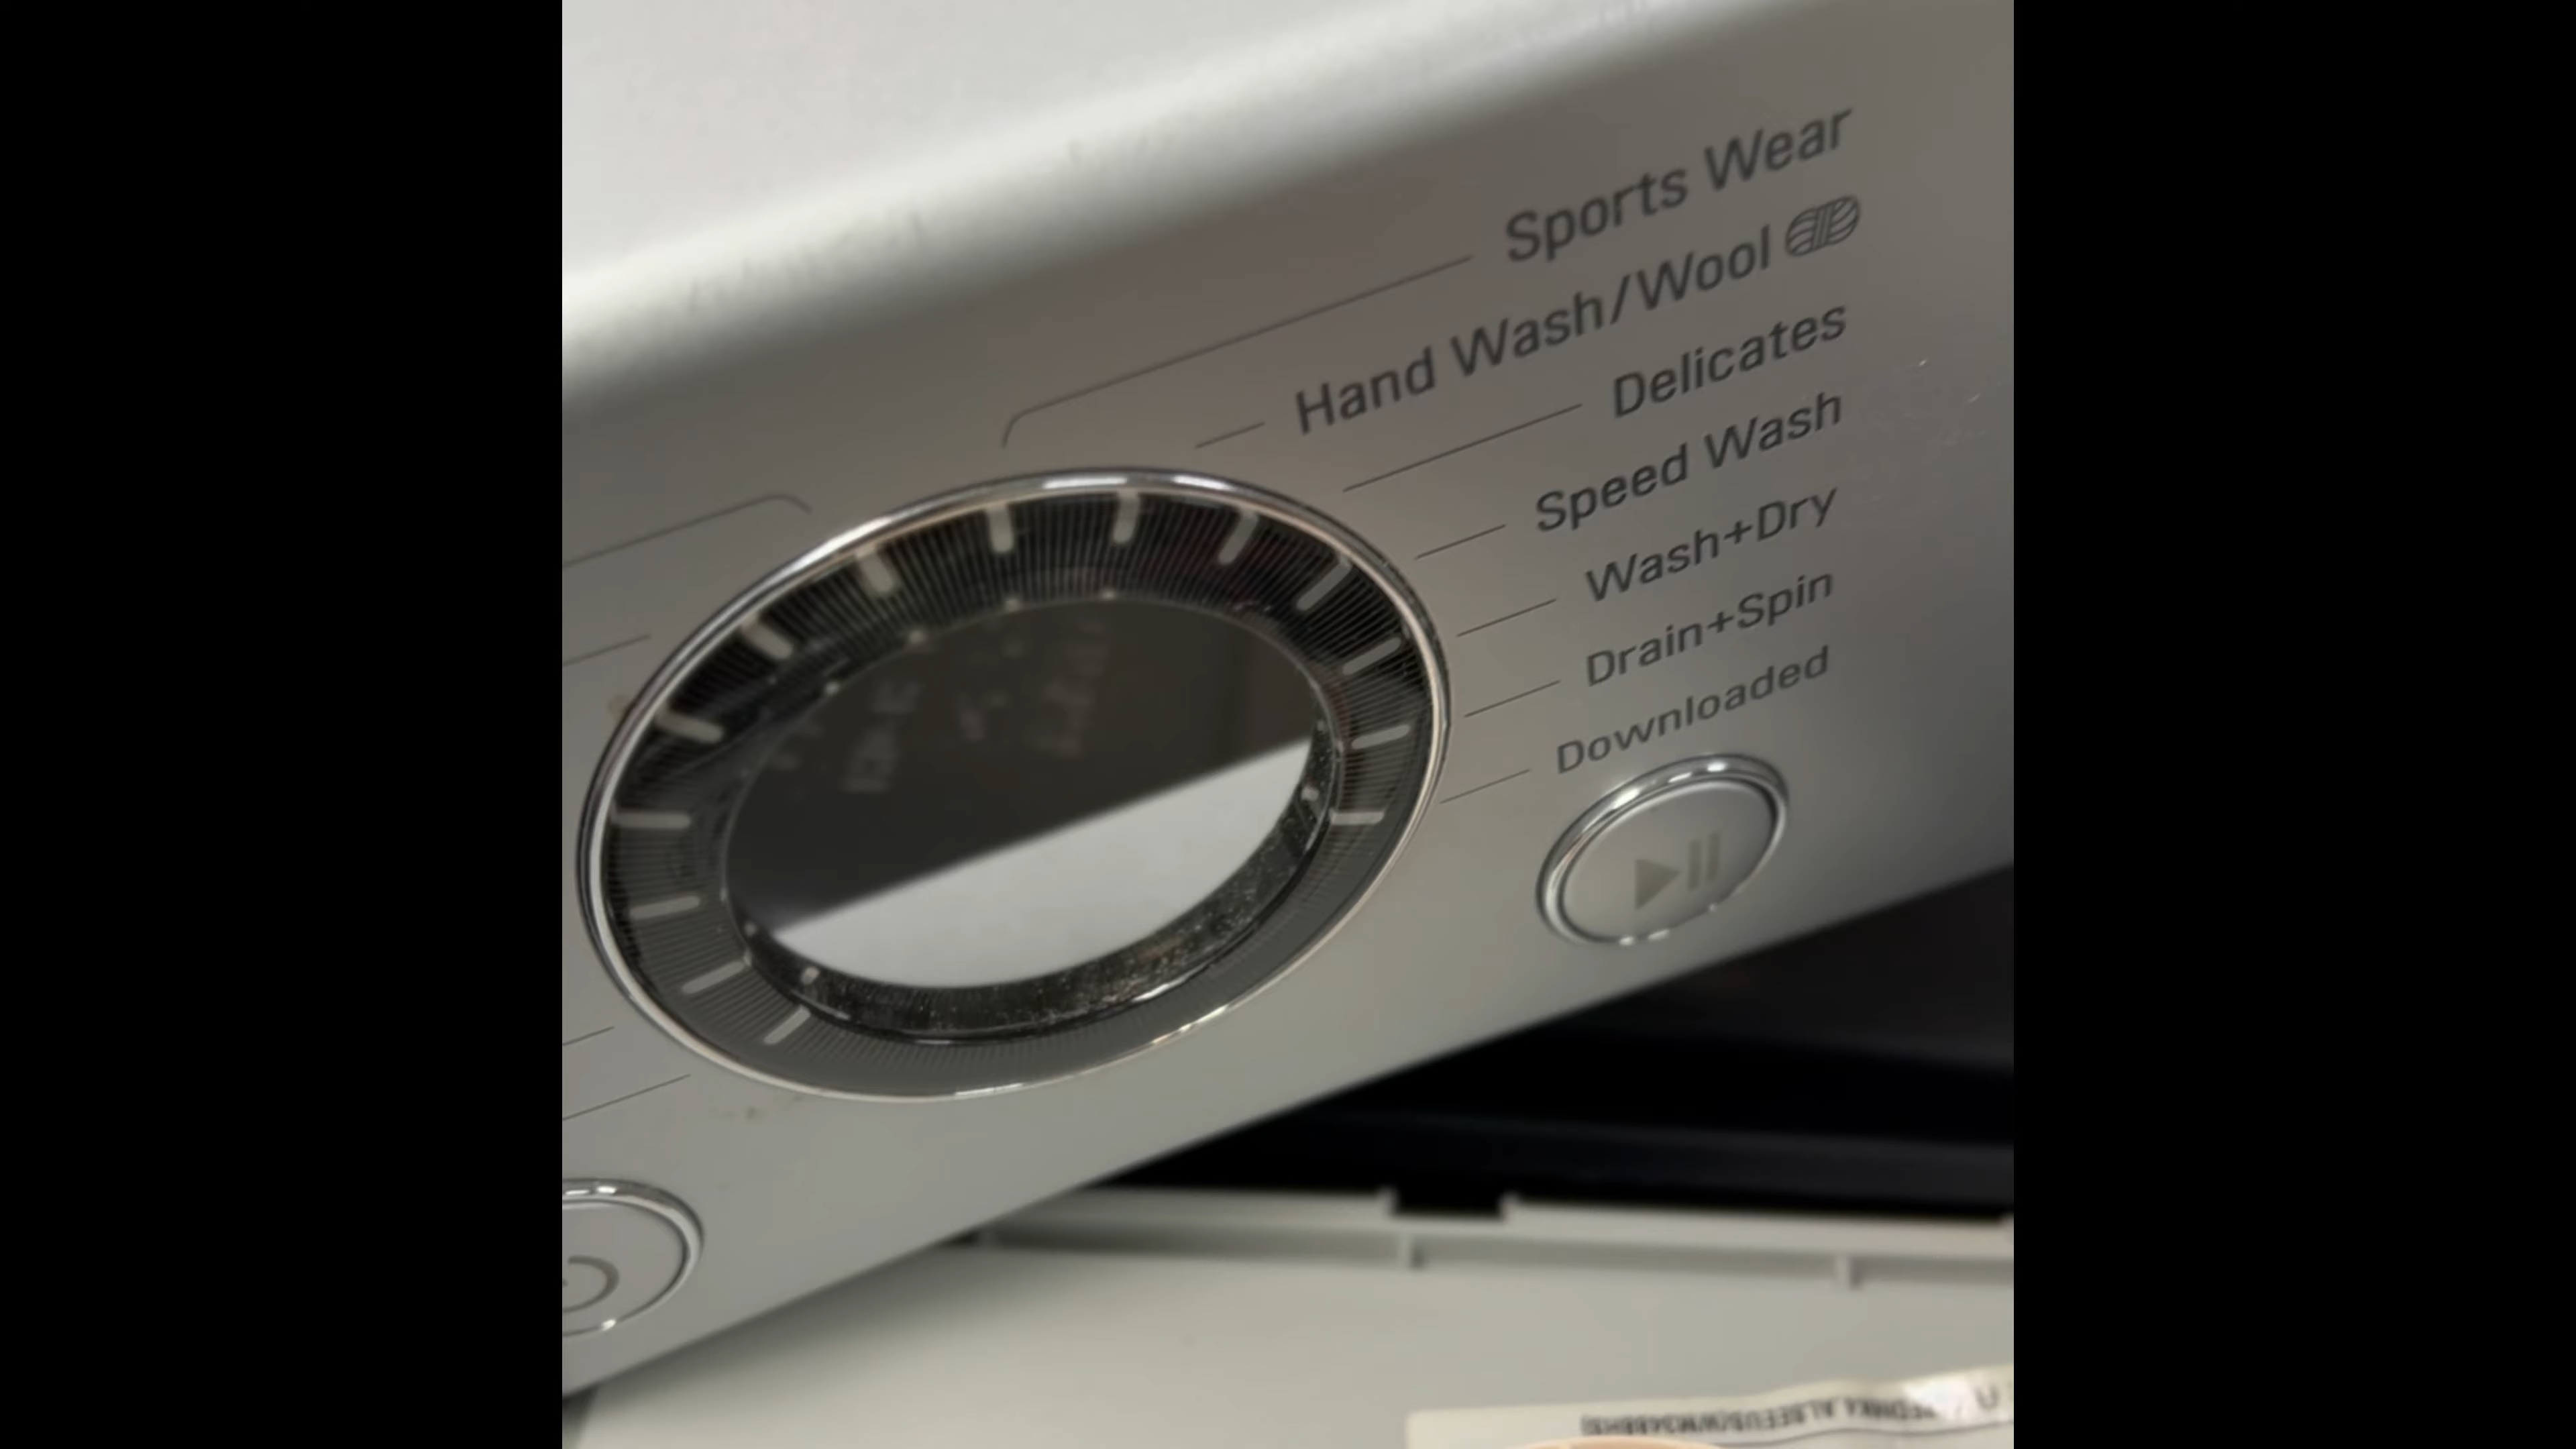 Sports Wear
Hand Wash/Wool
Delicates
Speed Wash
Wash+Dry
Drain+Spin
Downloaded